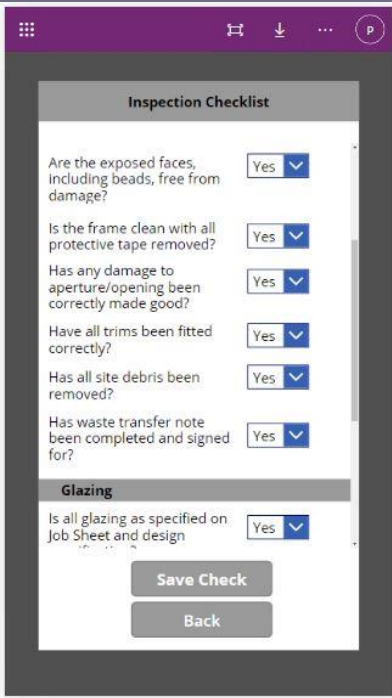 P
Inspection Checklist
Are the exposed faces,
including beads, free from
damage?
Yes
Is the frame clean with all
protective tape removed?
Yes
Has any damage to
aperture/opening been
correctly made good?
Yes
Have all trims been fitted
correctly?
Yes
Has all site debris been
removed?
Yes
Has waste transfer note
been completed and signed
for?
Yes
Glazing
Is all glazing as specified on
Job Sheet and design
Yes
Save Check
Back